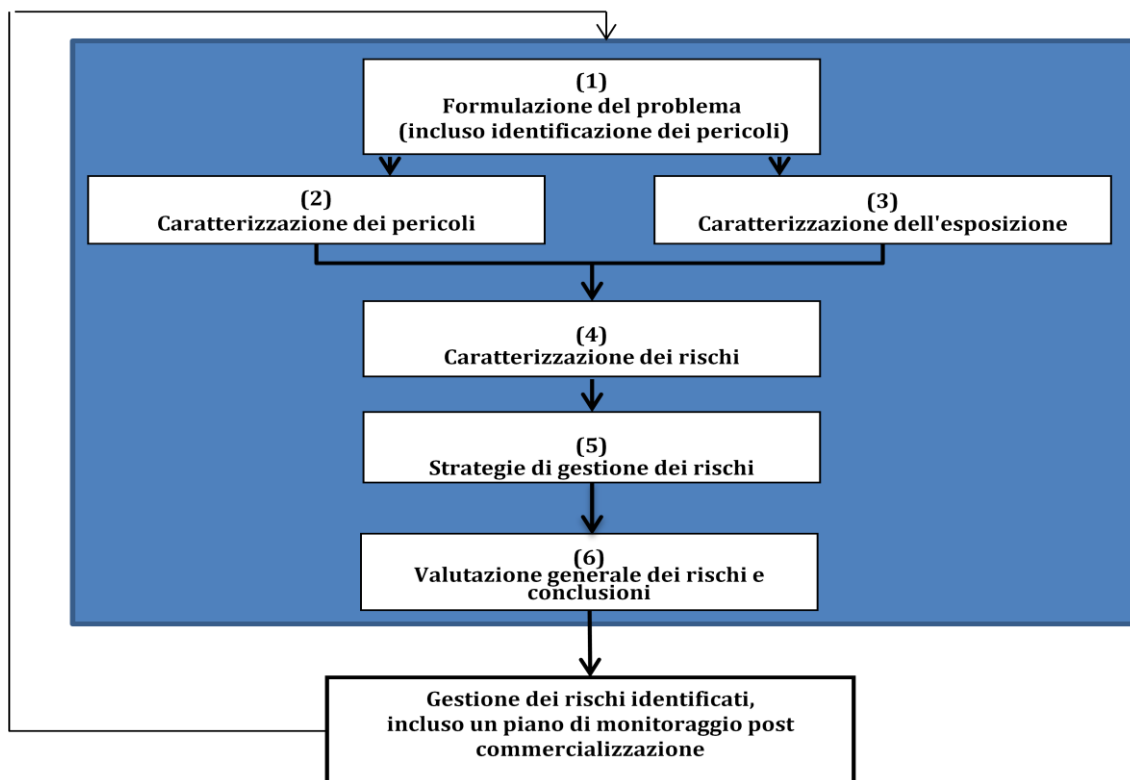 (1)
Formulazione del problema
(incluso identificazione dei pericoli)
(2)
Caratterizzazione dei pericoli
(3)
Caratterizzazione dell'esposizione
(4)
Caratterizzazione dei rischi
(5)
Strategie di gestione dei rischi
(6)
Valutazione generale dei rischi e
conclusioni
Gestione dei rischi identificati,
incluso un piano di monitoraggio post
commercializzazione